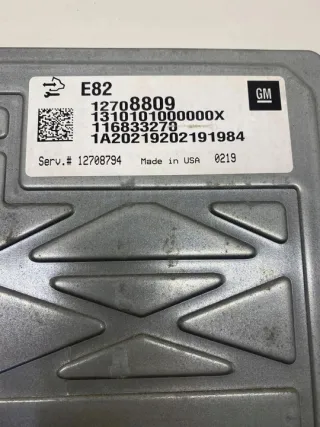 E82
GM
12708809
1310101000000X
116833270
1A20219202191984
Serv.# 12708794 Made in USA 0219